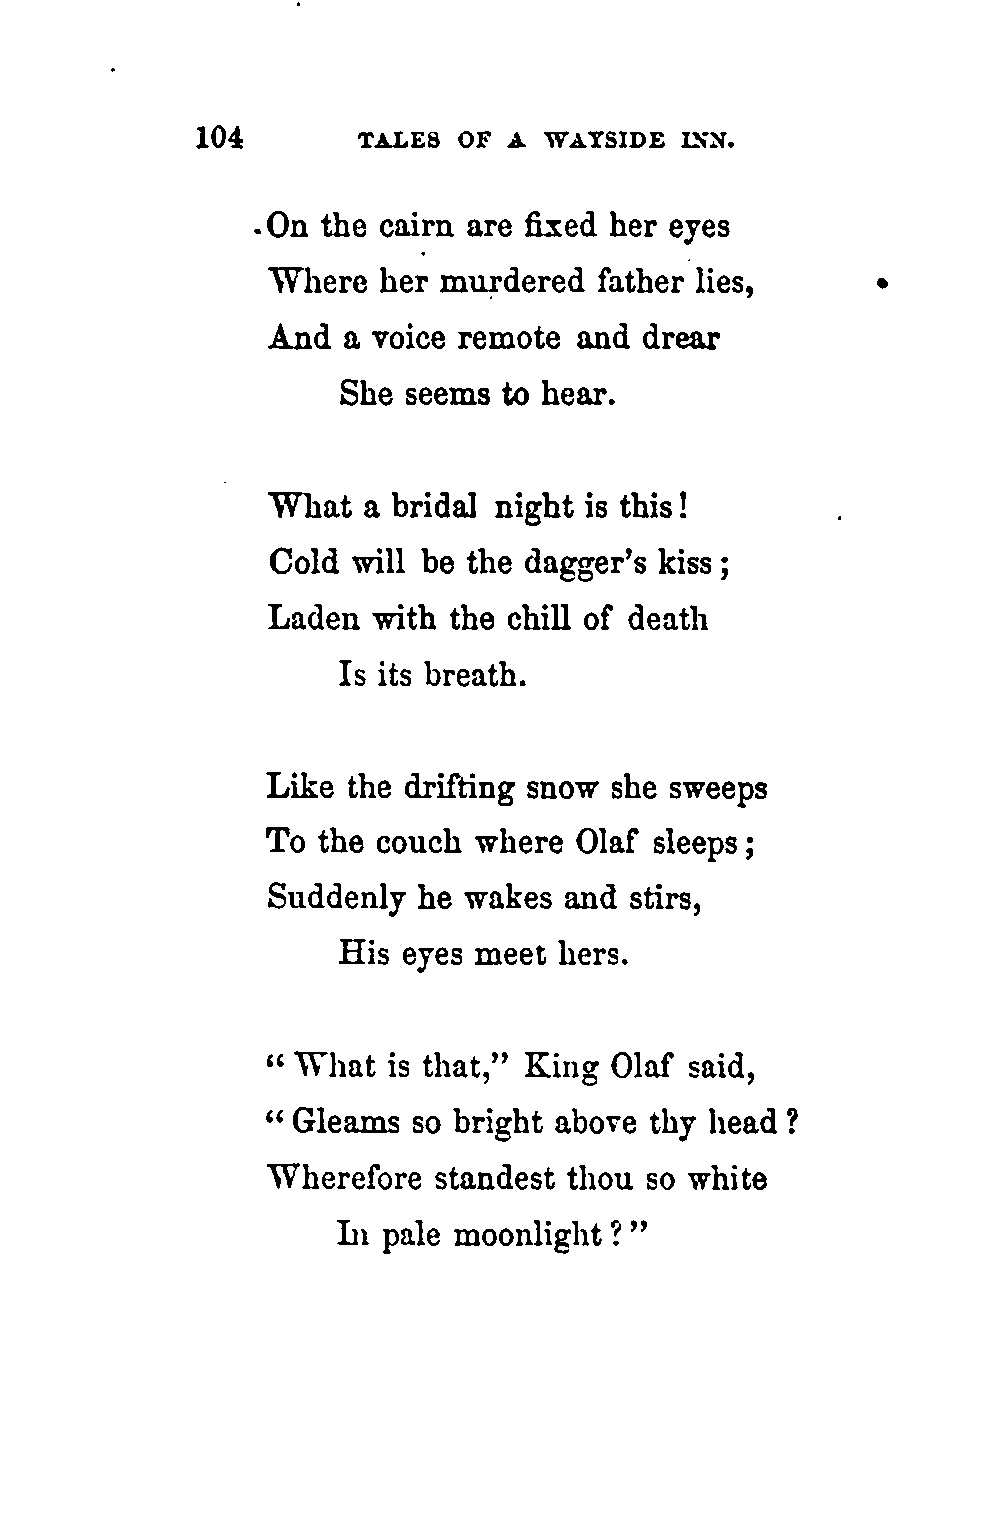 104 TALES OF A WAYSIDE INN.
On the cairn are fixed her eyes
Where her murdered father lies,
And a voice remote and drear
She seems to hear.
What a bridal night is this!
Cold will be the dagger's kiss;
Laden with the chill of death
Is its breath.
Like the drifting snow she sweeps
To the couch where Olaf sleeps;
Suddenly he wakes and stirs,
His eyes meet hers.
"What is that," King Olaf said,
"Gleams so bright above thy head?
Wherefore standest thou so white
In pale moonlight?"